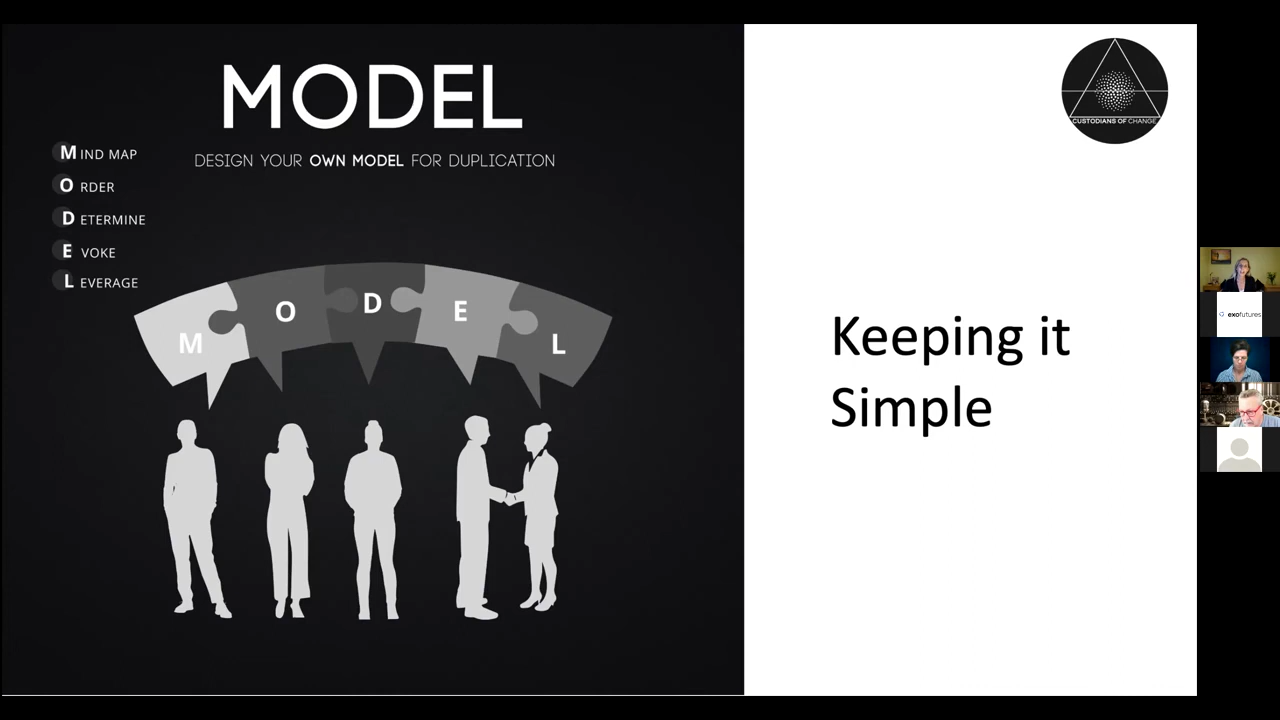 MODEL
DESIGN YOUR OWN MODEL FOR DUPLICATION
MIND MAP
ORDER
DETERMINE
EVOKE
LEVERAGE
M
O
D
E
L
Keeping it
Simple
CUSTODIANS OF CHANGE
exofutures